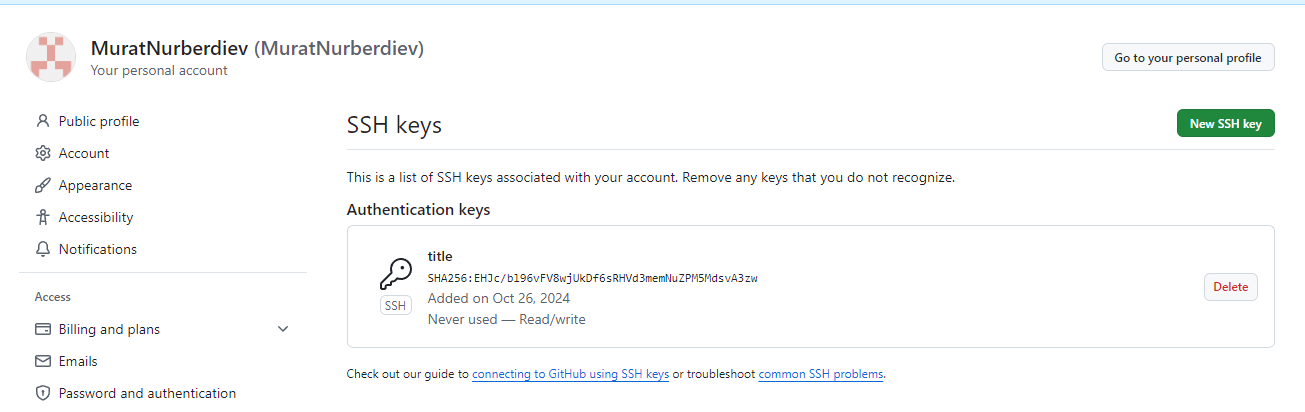 MuratNurberdiev (MuratNurberdiev)
Your personal account
Go to your personal profile
Public profile
Account
Appearance
Accessibility
Notifications
Access
Billing and plans
Emails
Password and authentication
SSH keys
New SSH key
This is a list of SSH keys associated with your account. Remove any keys that you do not recognize.
Authentication keys
title
SHA256:EHJc/bl96vFV8wjUkDf6sRHVd3memNuZPM5MdsvA3zw
Added on Oct 26, 2024
Never used — Read/write
SSH
Delete
Check out our guide to connecting to GitHub using SSH keys or troubleshoot common SSH problems.